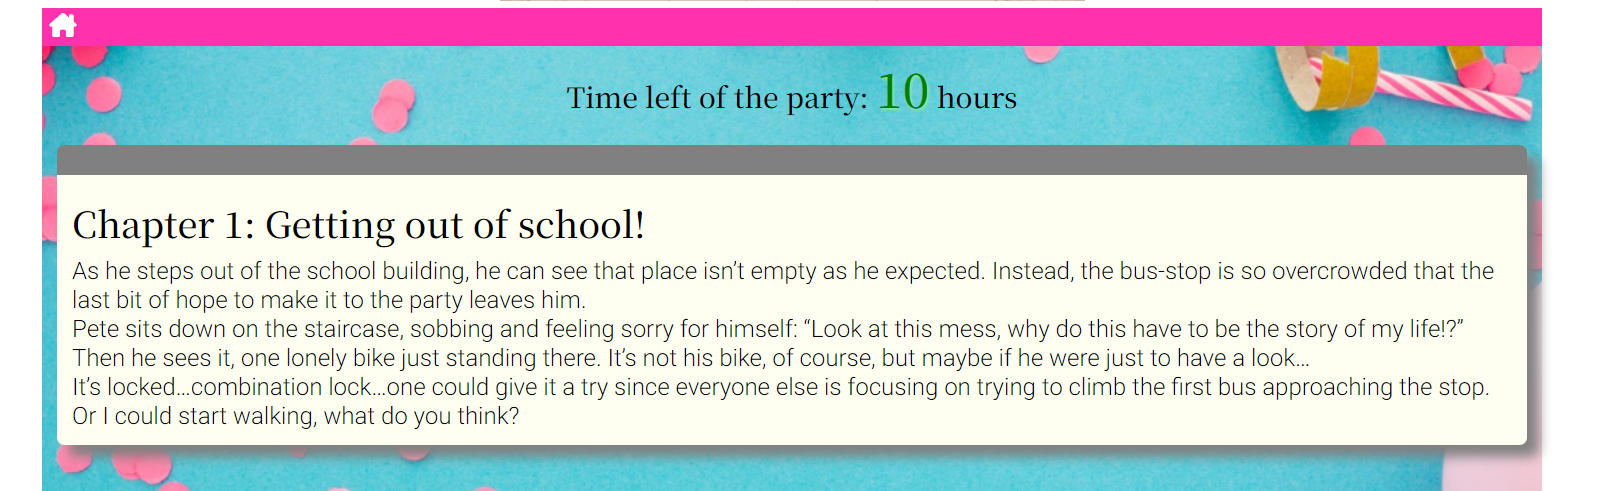 Time left of the party: 10 hours
Chapter 1: Getting out of school!
As he steps out of the school building, he can see that place isn’t empty as he expected. Instead, the bus-stop is so overcrowded that the
last bit of hope to make it to the party leaves him.
Pete sits down on the staircase, sobbing and feeling sorry for himself: “Look at this mess, why do this have to be the story of my life!?”
Then he sees it, one lonely bike just standing there. It’s not his bike, of course, but maybe if he were just to have a look...
It’s locked...combination lock...one could give it a try since everyone else is focusing on trying to climb the first bus approaching the stop.
Or I could start walking, what do you think?